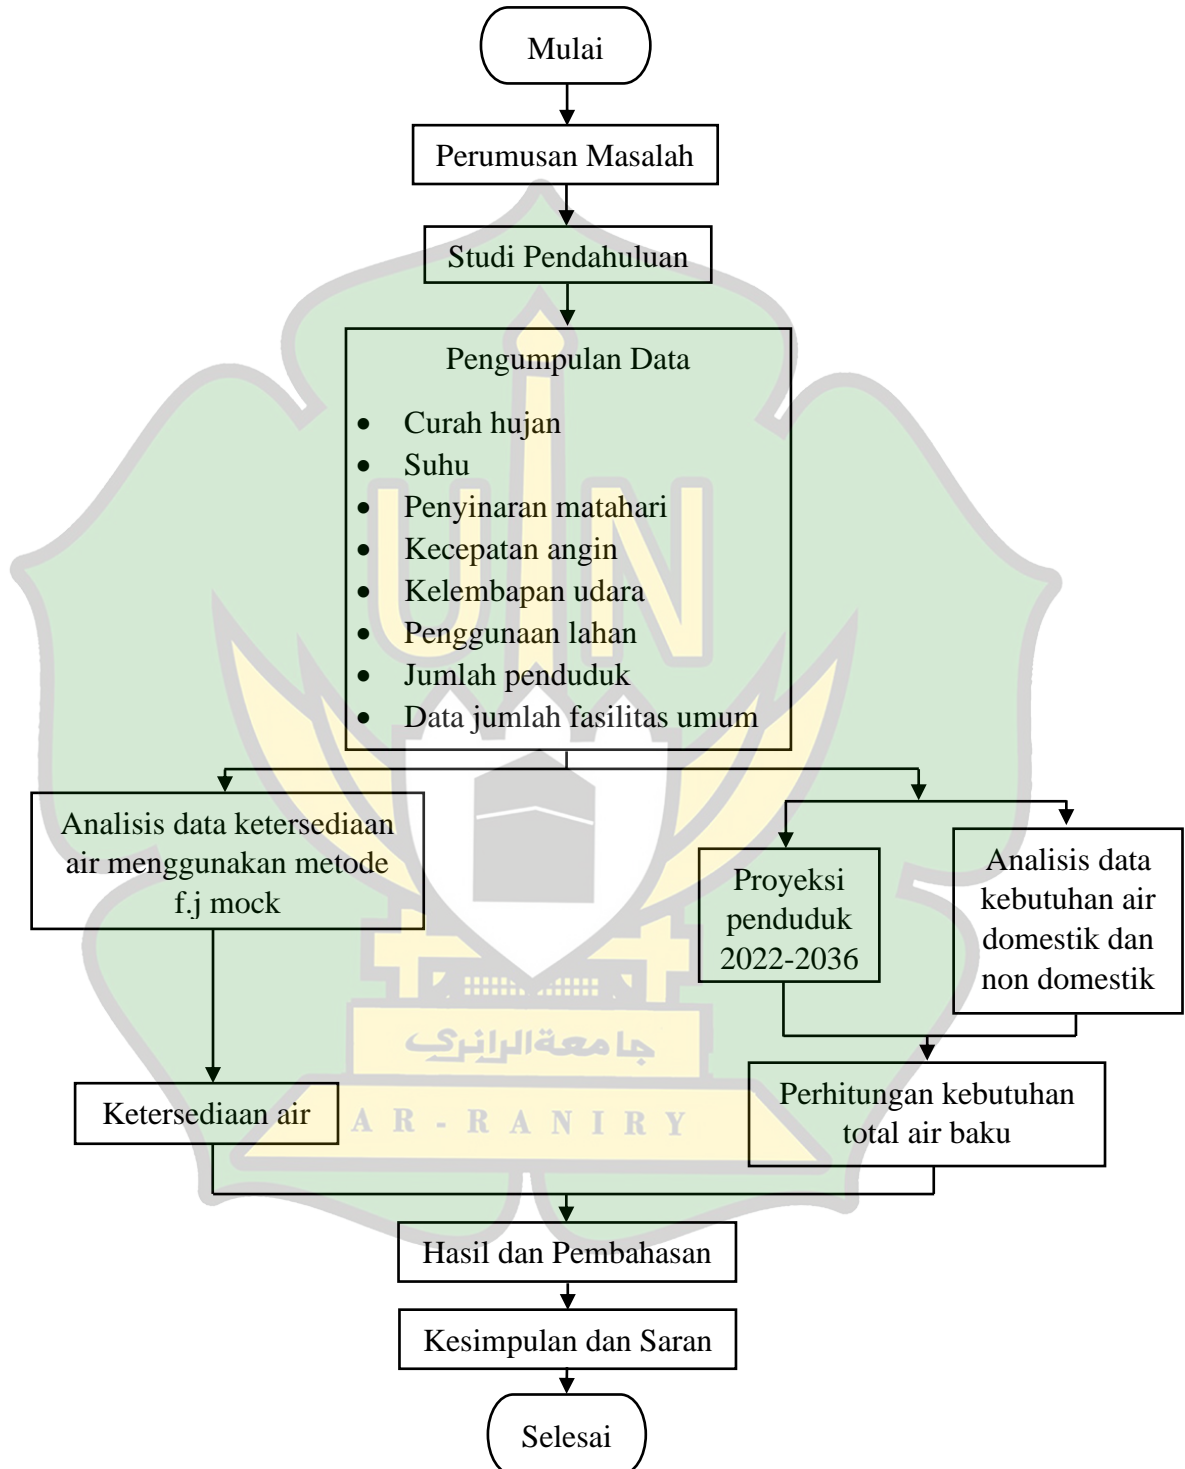 Mulai
Perumusan Masalah
Studi Pendahuluan
Pengumpulan Data
• Curah hujan
• Suhu
• Penyinaran matahari
• Kecepatan angin
• Kelembapan udara
• Penggunaan lahan
• Jumlah penduduk
• Data jumlah fasilitas umum
UIN
Analisis data ketersediaan
air menggunakan metode
f.j mock
Proyeksi
penduduk
2022-2036
Analisis data
kebutuhan air
domestik dan
non domestik
جامعة الرانري
Ketersediaan air
AR-RANIRY
Perhitungan kebutuhan
total air baku
Hasil dan Pembahasan
Kesimpulan dan Saran
Selesai